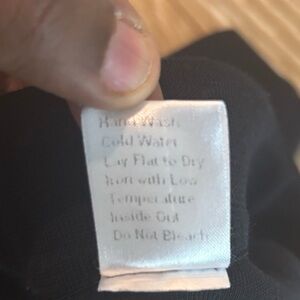 Hand Wash
Cold Water
Lay Flat to Dry
Iron with Low
Temperature
Inside Out
Do Not Bleach